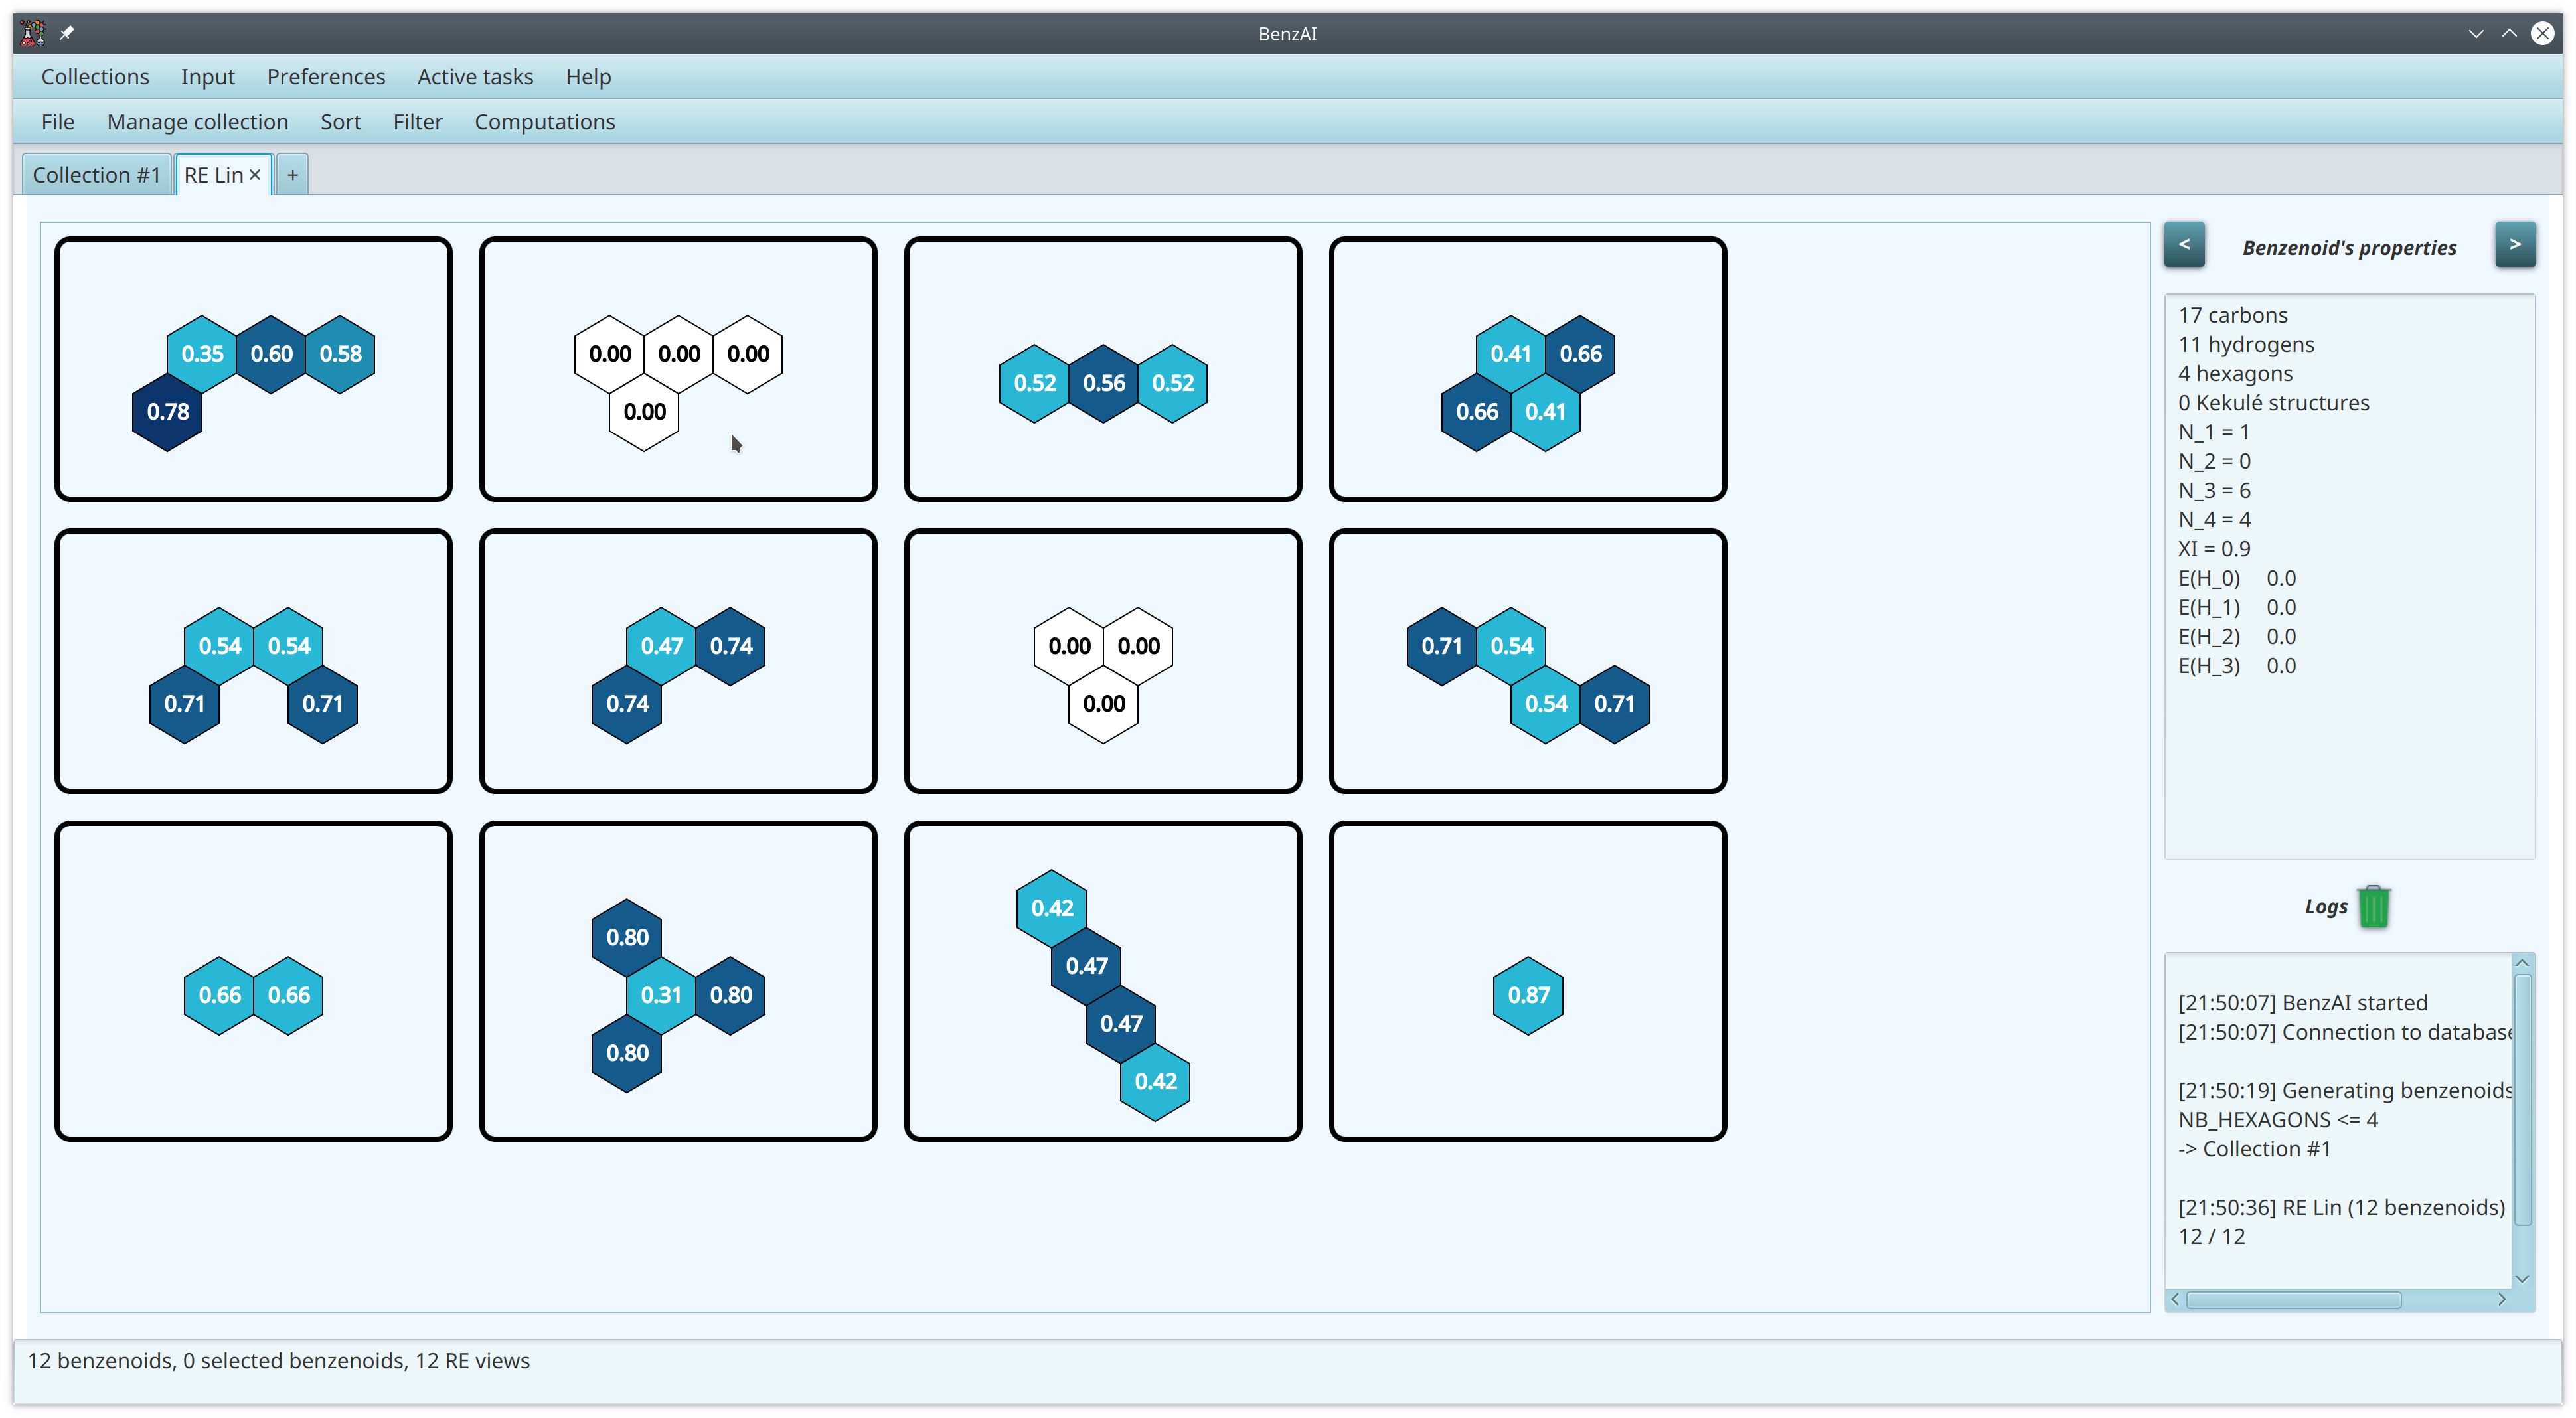 BenzAI
Collections Input Preferences Active tasks Help
File Manage collection Sort Filter Computations
Collection #1 RE Lin × +
0.35 0.60 0.58
0.78
0.00 0.00 0.00
0.00
0.52 0.56 0.52
0.41 0.66
0.66 0.41
0.54 0.54
0.71 0.71
0.47 0.74
0.74
0.00 0.00
0.00
0.71 0.54
0.54 0.71
0.66 0.66
0.80
0.31 0.80
0.80
0.42
0.47
0.47
0.42
0.87
< Benzenoid's properties >
17 carbons
11 hydrogens
4 hexagons
0 Kekulé structures
N_1 = 1
N_2 = 0
N_3 = 6
N_4 = 4
XI = 0.9
E(H_0) 0.0
E(H_1) 0.0
E(H_2) 0.0
E(H_3) 0.0
Logs
[21:50:07] BenzAI started
[21:50:07] Connection to database
[21:50:19] Generating benzenoids
NB_HEXAGONS <= 4
-> Collection #1
[21:50:36] RE Lin (12 benzenoids)
12 / 12
12 benzenoids, 0 selected benzenoids, 12 RE views